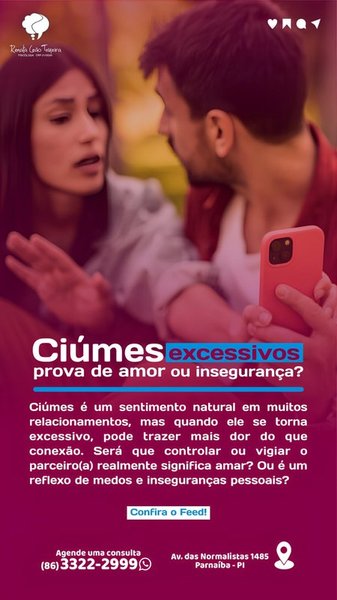 Renata Leão Teixeira
Ciúmes excessivos
prova de amor ou insegurança?
Ciúmes é um sentimento natural em muitos
relacionamentos, mas quando ele se torna
excessivo, pode trazer mais dor do que
conexão. Será que controlar ou vigiar o
parceiro(a) realmente significa amar? Ou é um
reflexo de medos e inseguranças pessoais?
Confira o Feed!
Agende uma consulta
(86) 3322-2999
Av. das Normalistas 1485
Parnaíba - PI